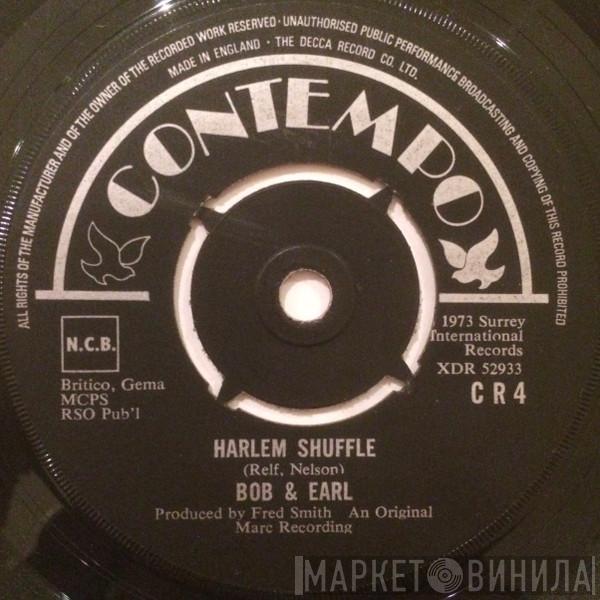 ALL RIGHTS OF THE MANUFACTURER AND OF THE OWNER OF THE RECORDED WORK RESERVED · UNAUTHORISED PUBLIC PERFORMANCE BROADCASTING AND COPYING OF THIS RECORD PROHIBITED
MADE IN ENGLAND · THE DECCA RECORD CO. LTD.
CONTEMPO
N.C.B.
Britico, Gema
MCPS
RSO Pub'l
1973 Surrey
International
Records
XDR 52933
CR4
HARLEM SHUFFLE
(Relf, Nelson)
BOB & EARL
Produced by Fred Smith An Original
Marc Recording
МАРКЕТ ВИНИЛА